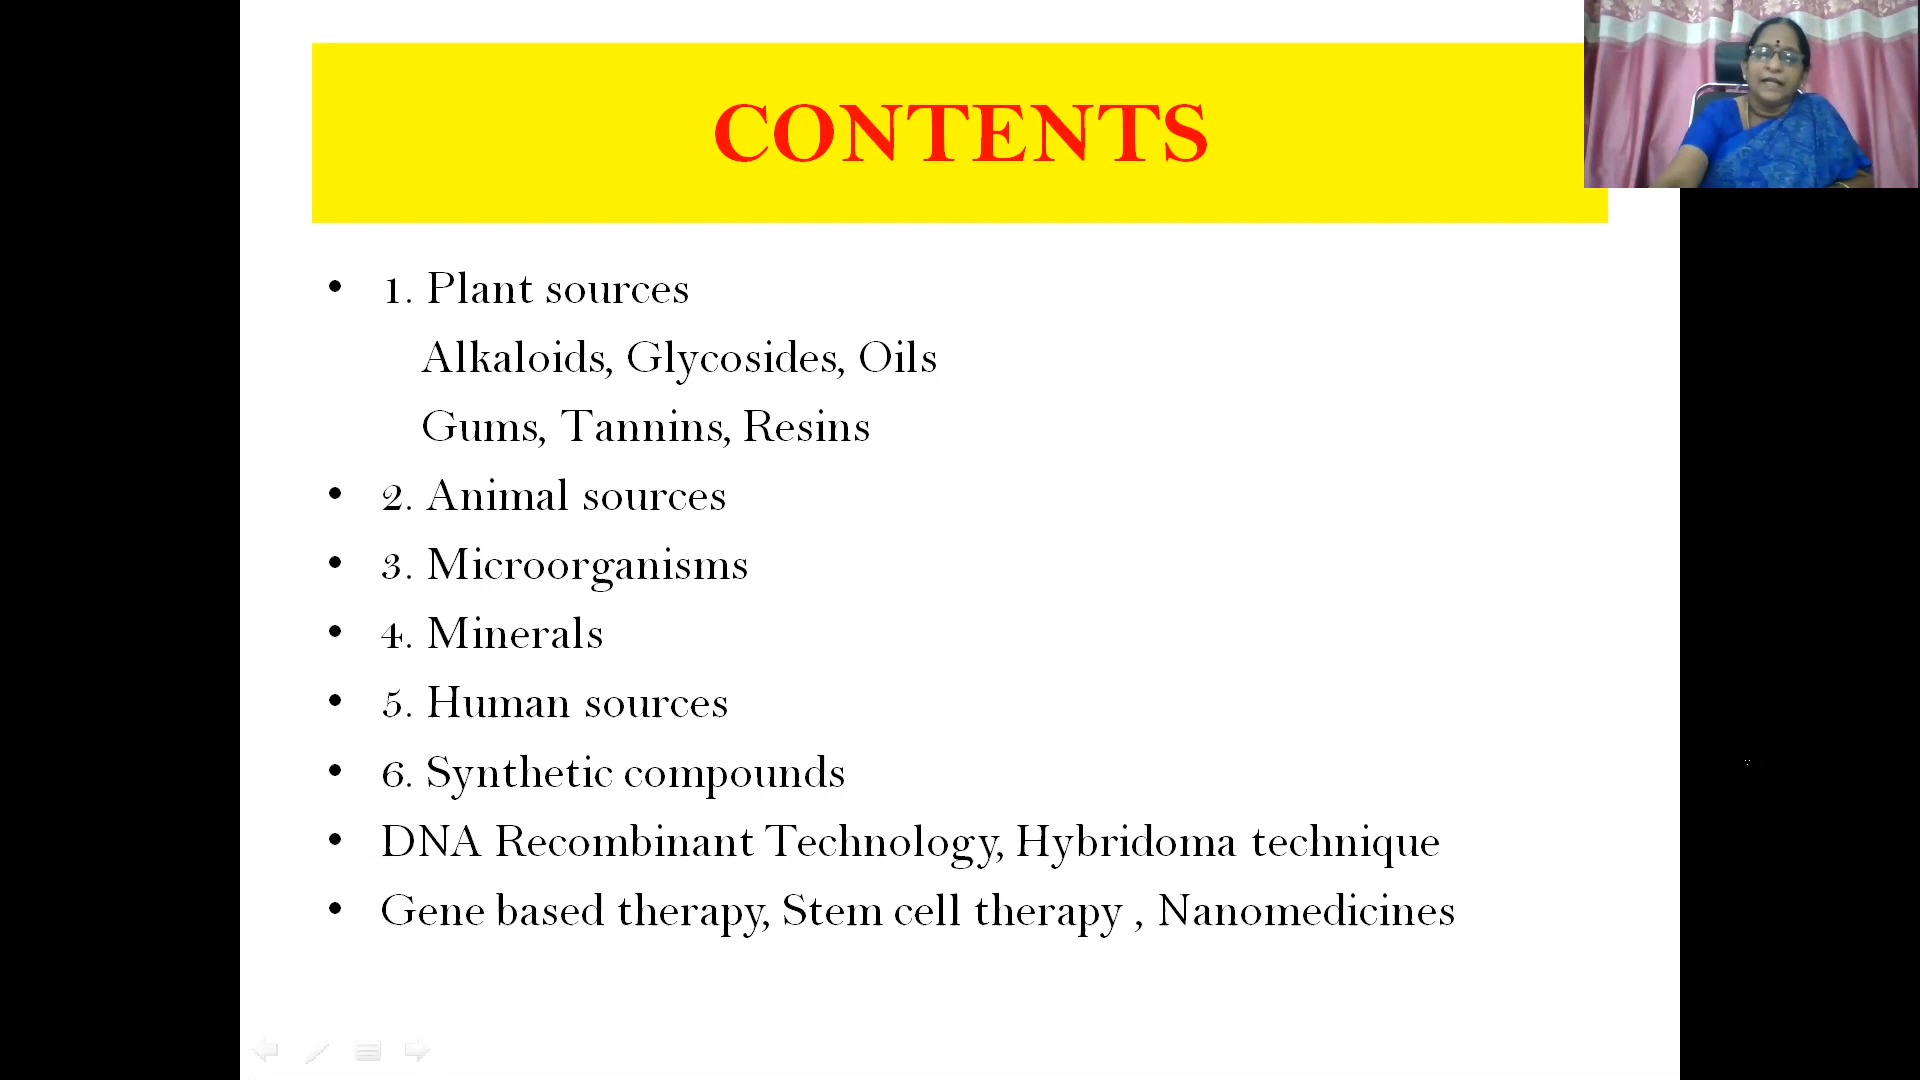 CONTENTS
• 1. Plant sources
Alkaloids, Glycosides, Oils
Gums, Tannins, Resins
• 2. Animal sources
• 3. Microorganisms
• 4. Minerals
• 5. Human sources
• 6. Synthetic compounds
• DNA Recombinant Technology, Hybridoma technique
• Gene based therapy, Stem cell therapy , Nanomedicines